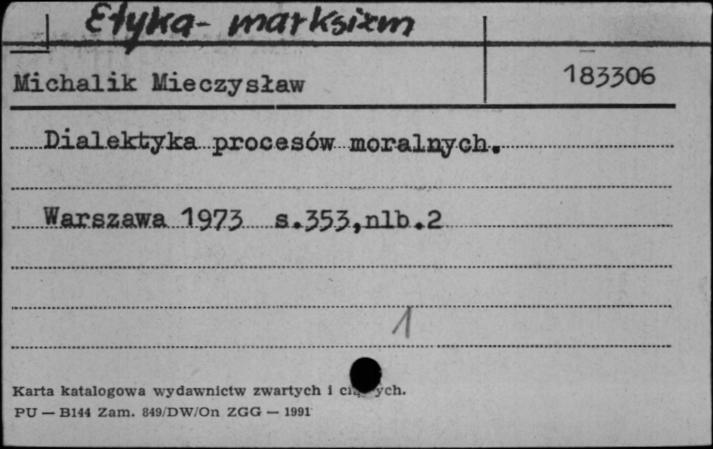 Etyka - marksizm
Michalik Mieczysław 183306
Dialektyka procesów moralnych.
Warszawa 1973 s.353,nlb.2
1
Karta katalogowa wydawnictw zwartych i
PU — B144 Zam. 849/DW/On ZGG — 1991